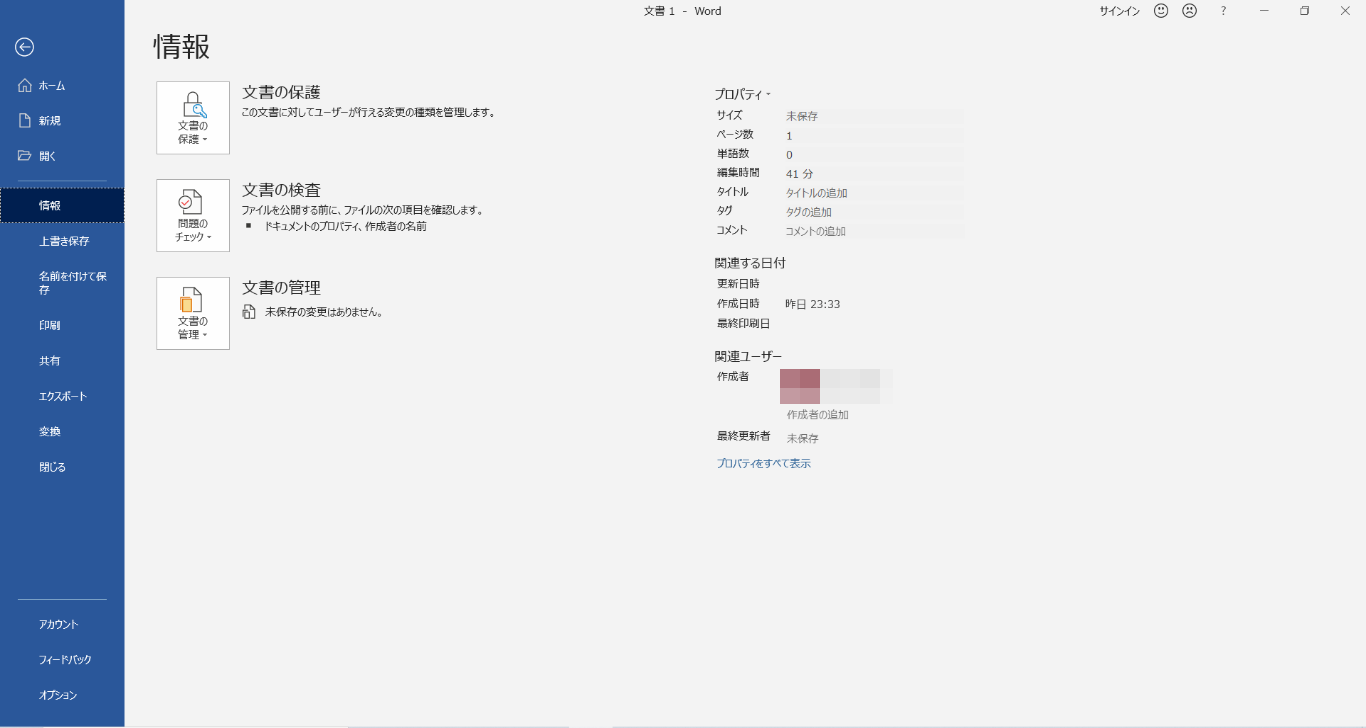 文書 1 - Word
サインイン
?
ホーム
新規
開く
情報
上書き保存
名前を付けて保
存
印刷
共有
エクスポート
変換
閉じる
アカウント
フィードバック
オプション
情報
文書の
保護
文書の保護
この文書に対してユーザーが行える変更の種類を管理します。
問題の
チェック
文書の検査
ファイルを公開する前に、ファイルの次の項目を確認します。
■ ドキュメントのプロパティ、作成者の名前
文書の
管理
文書の管理
未保存の変更はありません。
プロパティ
サイズ 未保存
ページ数 1
単語数 0
編集時間 41 分
タイトル タイトルの追加
タグ タグの追加
コメント コメントの追加
関連する日付
更新日時
作成日時 昨日 23:33
最終印刷日
関連ユーザー
作成者
作成者の追加
最終更新者 未保存
プロパティをすべて表示